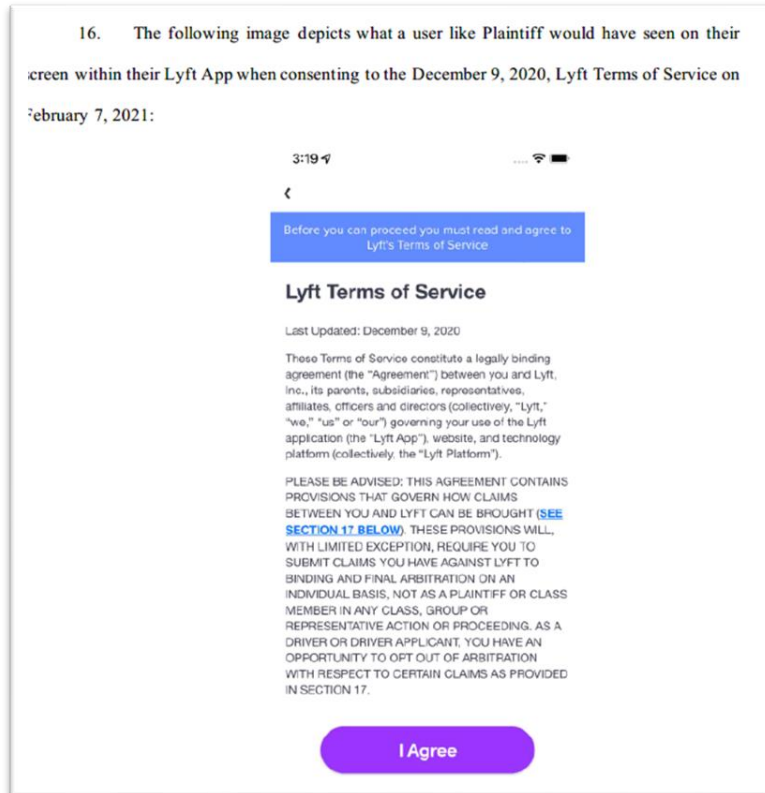 16. The following image depicts what a user like Plaintiff would have seen on their
screen within their Lyft App when consenting to the December 9, 2020, Lyft Terms of Service on
February 7, 2021:
3:19
Before you can proceed you must read and agree to
Lyft's Terms of Service
Lyft Terms of Service
Last Updated: December 9, 2020
These Terms of Service constitute a legally binding
agreement (the "Agreement") between you and Lyft,
Inc., its parents, subsidiaries, representatives,
affiliates, officers and directors (collectively, "Lyft,"
"we," "us" or "our") governing your use of the Lyft
application (the "Lyft App"), website, and technology
platform (collectively, the "Lyft Platform").
PLEASE BE ADVISED: THIS AGREEMENT CONTAINS
PROVISIONS THAT GOVERN HOW CLAIMS
BETWEEN YOU AND LYFT CAN BE BROUGHT (SEE
SECTION 17 BELOW). THESE PROVISIONS WILL,
WITH LIMITED EXCEPTION, REQUIRE YOU TO
SUBMIT CLAIMS YOU HAVE AGAINST LYFT TO
BINDING AND FINAL ARBITRATION ON AN
INDIVIDUAL BASIS, NOT AS A PLAINTIFF OR CLASS
MEMBER IN ANY CLASS, GROUP OR
REPRESENTATIVE ACTION OR PROCEEDING. AS A
DRIVER OR DRIVER APPLICANT, YOU HAVE AN
OPPORTUNITY TO OPT OUT OF ARBITRATION
WITH RESPECT TO CERTAIN CLAIMS AS PROVIDED
IN SECTION 17.
I Agree